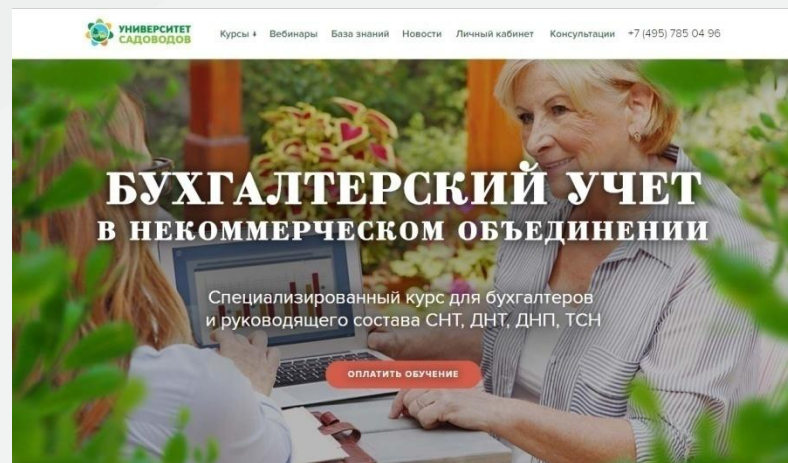 УНИВЕРСИТЕТ
САДОВОДОВ
Курсы ↓ Вебинары База знаний Новости Личный кабинет Консультации +7 (495) 785 04 96
БУХГАЛТЕРСКИЙ УЧЕТ
В НЕКОММЕРЧЕСКОМ ОБЪЕДИНЕНИИ
Специализированный курс для бухгалтеров
и руководящего состава СНТ, ДНТ, ДНП, ТСН
ОПЛАТИТЬ ОБУЧЕНИЕ